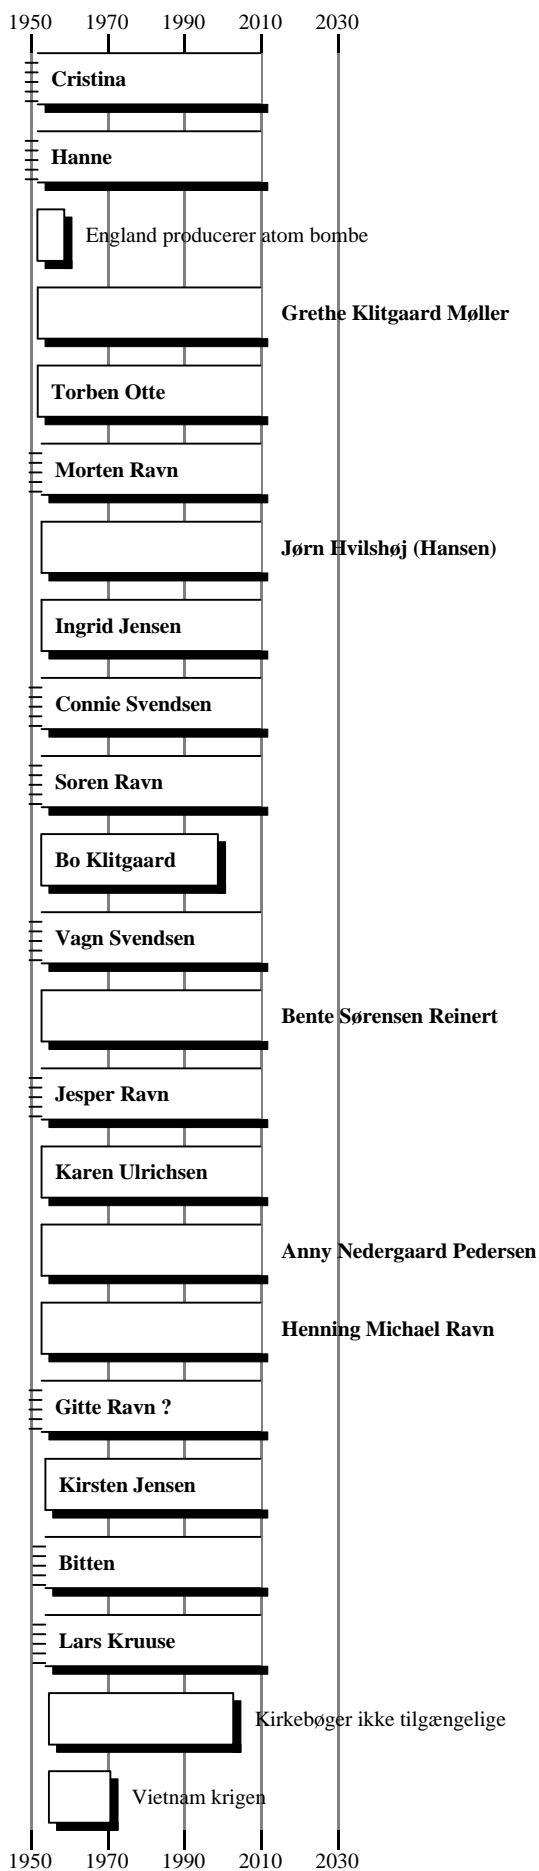 1950 1970 1990 2010 2030
Cristina
Hanne
England producerer atom bombe
Grethe Klitgaard Møller
Torben Otte
Morten Ravn
Jørn Hvilshøj (Hansen)
Ingrid Jensen
Connie Svendsen
Soren Ravn
Bo Klitgaard
Vagn Svendsen
Bente Sørensen Reinert
Jesper Ravn
Karen Ulrichsen
Anny Nedergaard Pedersen
Henning Michael Ravn
Gitte Ravn ?
Kirsten Jensen
Bitten
Lars Kruuse
Kirkebøger ikke tilgængelige
Vietnam krigen
1950 1970 1990 2010 2030